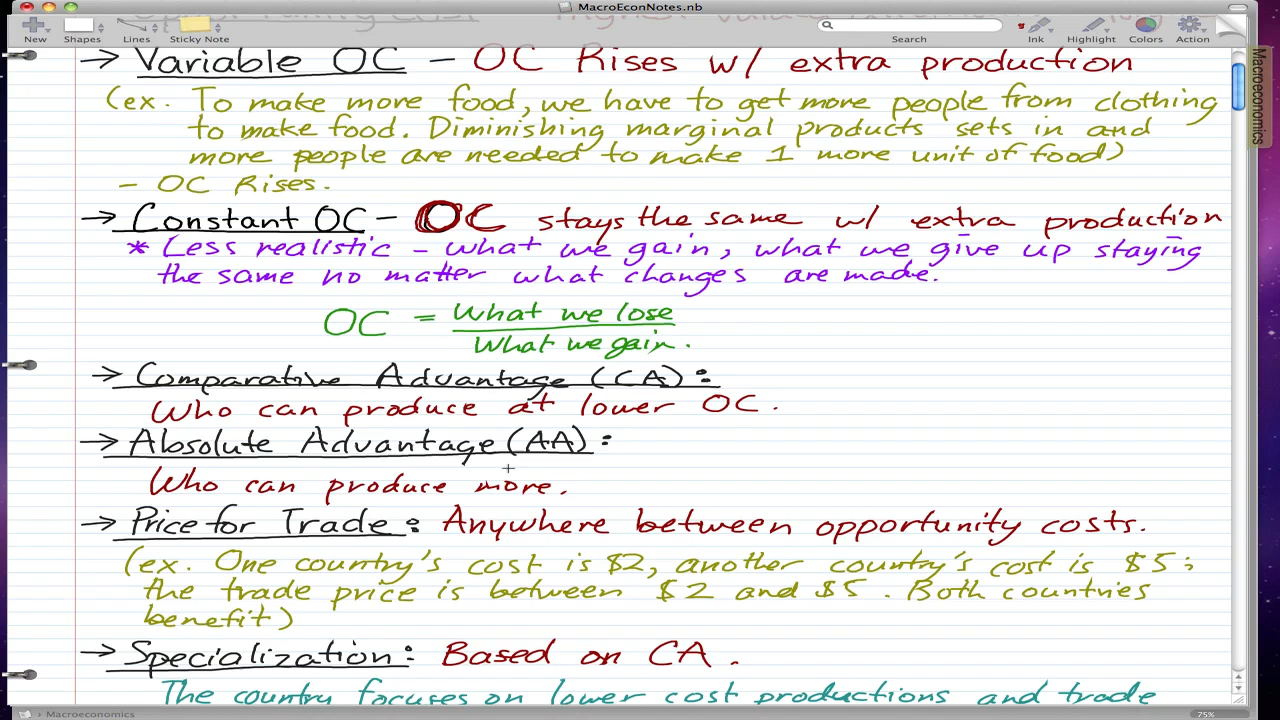 MacroEconNotes.nb
New Shapes Lines Sticky Note Search Ink Highlight Colors Action
Macroeconomics
→ Variable OC - OC Rises w/ extra production
(ex. To make more food, we have to get more people from clothing
to make food. Diminishing marginal products sets in and
more people are needed to make 1 more unit of food)
- OC Rises.
→ Constant OC - OC stays the same w/ extra production
* Less realistic - what we gain, what we give up staying
the same no matter what changes are made.
OC = What we lose
What we gain.
→ Comparative Advantage (CA):
Who can produce at lower OC.
→ Absolute Advantage (AA):
Who can produce more.
→ Price for Trade: Anywhere between opportunity costs.
(ex. One country's cost is $2, another country's cost is $5;
the trade price is between $2 and $5. Both countries
benefit)
→ Specialization: Based on CA.
The country focuses on lower cost productions and trade
Macroeconomics
75%